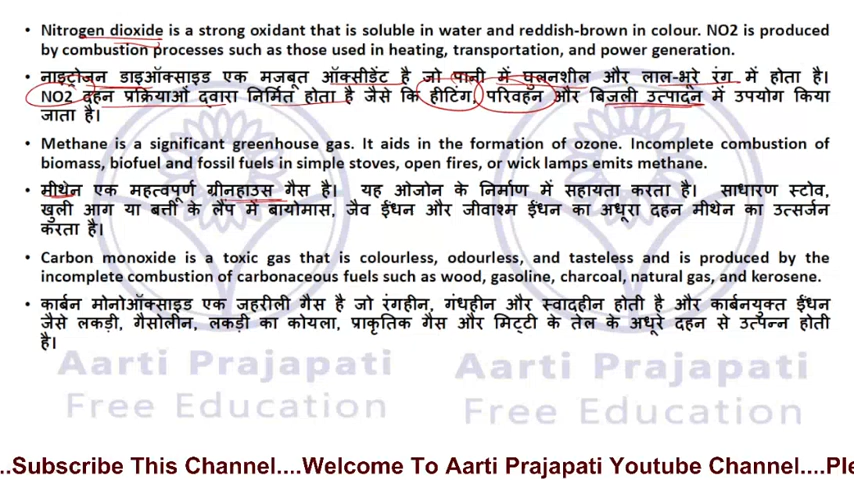 • Nitrogen dioxide is a strong oxidant that is soluble in water and reddish-brown in colour. NO2 is produced
by combustion processes such as those used in heating, transportation, and power generation.
• नाइट्रोजन डाइऑक्साइड एक मजबूत ऑक्सीडेंट है जो पानी में घुलनशील और लाल-भूरे रंग में होता है।
NO2 दहन प्रक्रियाओं दवारा निर्मित होता है जैसे कि हीटिंग, परिवहन और बिजली उत्पादन में उपयोग किया
जाता है।
• Methane is a significant greenhouse gas. It aids in the formation of ozone. Incomplete combustion of
biomass, biofuel and fossil fuels in simple stoves, open fires, or wick lamps emits methane.
• मीथेन एक महत्वपूर्ण ग्रीनहाउस गैस है। यह ओजोन के निर्माण में सहायता करता है। साधारण स्टोव,
खुली आग या बत्ती के लैंप में बायोमास, जैव ईंधन और जीवाश्म ईंधन का अधूरा दहन मीथेन का उत्सर्जन
करता है।
• Carbon monoxide is a toxic gas that is colourless, odourless, and tasteless and is produced by the
incomplete combustion of carbonaceous fuels such as wood, gasoline, charcoal, natural gas, and kerosene.
• कार्बन मोनोऑक्साइड एक जहरीली गैस है जो रंगहीन, गंधहीन और स्वादहीन होती है और कार्बनयुक्त ईंधन
जैसे लकड़ी, गैसोलीन, लकड़ी का कोयला, प्राकृतिक गैस और मिट्टी के तेल के अधूरे दहन से उत्पन्न होती
है।
Aarti Prajapati Aarti Prajapati
Free Education Free Education
..Subscribe This Channel....Welcome To Aarti Prajapati Youtube Channel....Ple